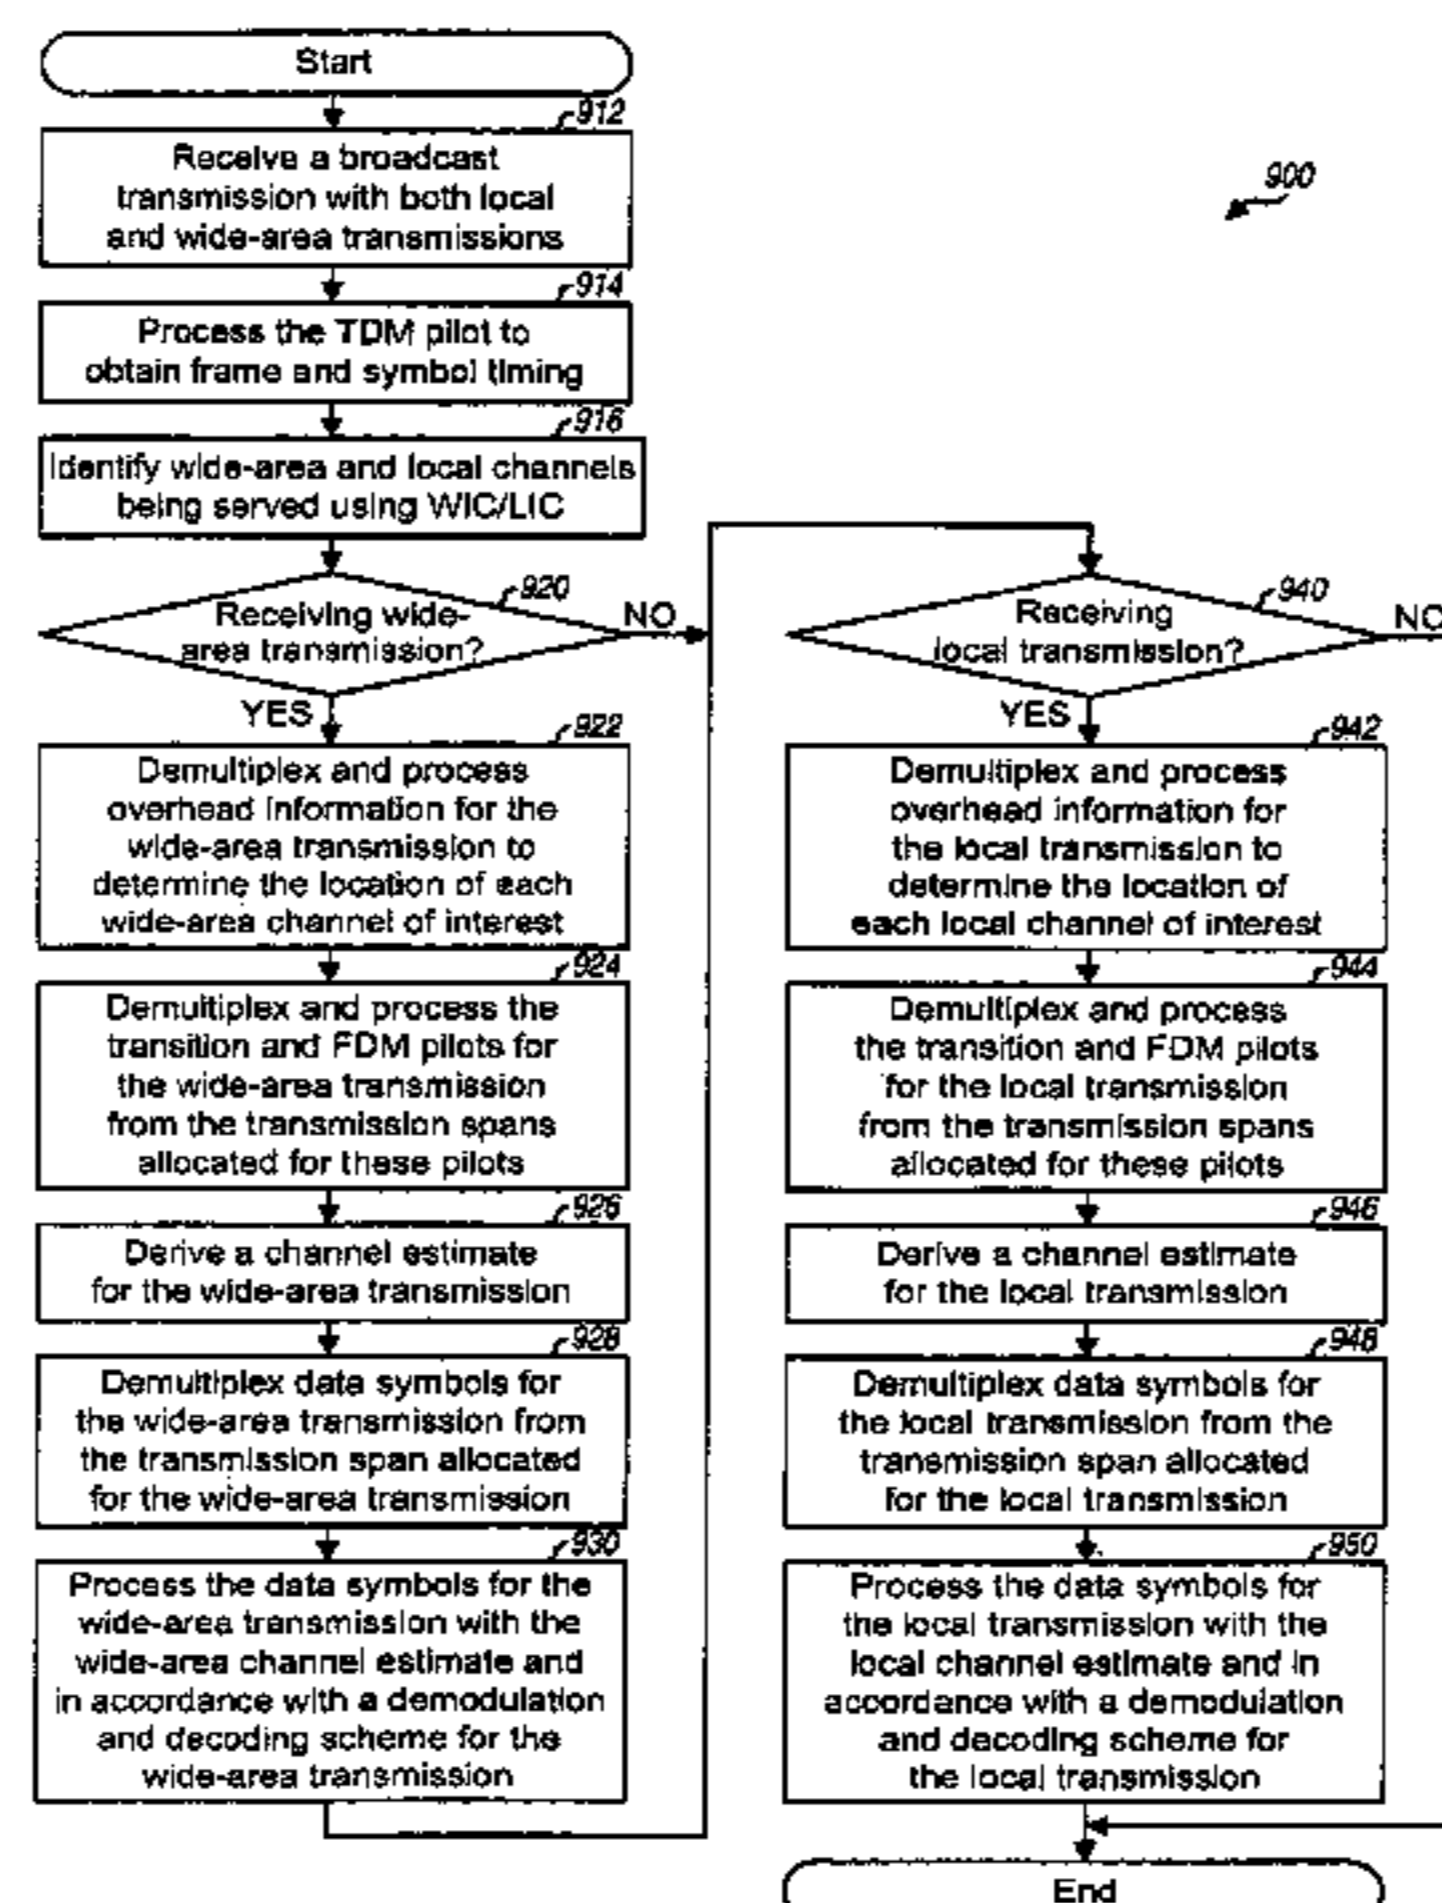 Start
912
Receive a broadcast
transmission with both local
and wide-area transmissions
914
Process the TDM pilot to
obtain frame and symbol timing
916
Identify wide-area and local channels
being served using WIC/LIC
920
Receiving wide-
area transmission?
NO
YES
922
Demultiplex and process
overhead information for the
wide-area transmission to
determine the location of each
wide-area channel of interest
924
Demultiplex and process the
transition and FDM pilots for
the wide-area transmission
from the transmission spans
allocated for these pilots
926
Derive a channel estimate
for the wide-area transmission
928
Demultiplex data symbols for
the wide-area transmission from
the transmission span allocated
for the wide-area transmission
930
Process the data symbols for the
wide-area transmission with the
wide-area channel estimate and
in accordance with a demodulation
and decoding scheme for the
wide-area transmission
900
940
Receiving
local transmission?
NO
YES
942
Demultiplex and process
overhead information for
the local transmission to
determine the location of
each local channel of interest
944
Demultiplex and process
the transition and FDM pilots
for the local transmission
from the transmission spans
allocated for these pilots
946
Derive a channel estimate
for the local transmission
948
Demultiplex data symbols for
the local transmission from the
transmission span allocated
for the local transmission
950
Process the data symbols for
the local transmission with the
local channel estimate and in
accordance with a demodulation
and decoding scheme for
the local transmission
End